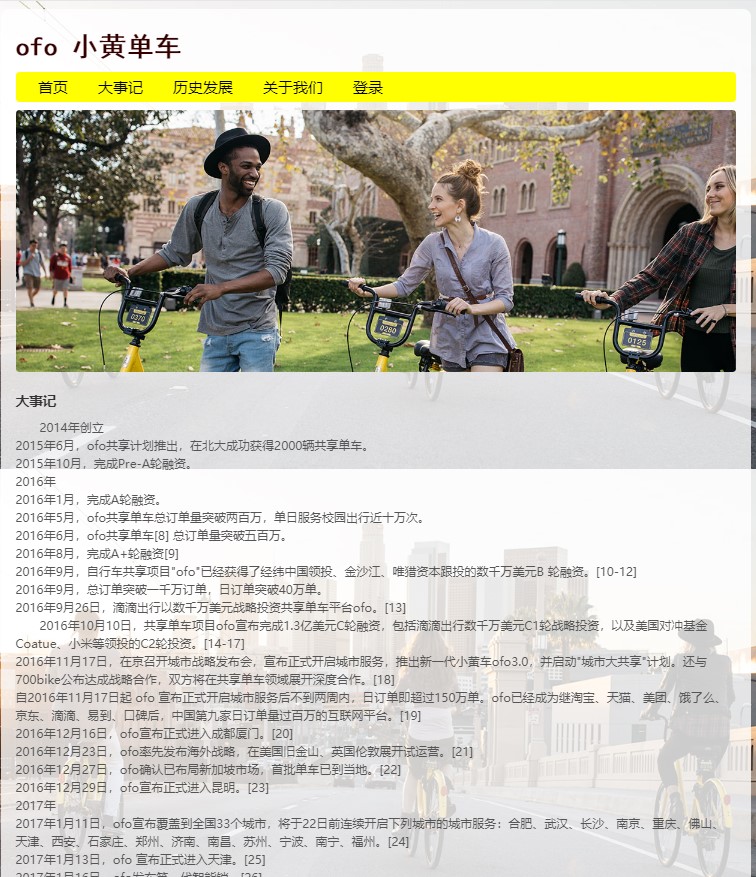 ofo 小黄单车
首页 大事记 历史发展 关于我们 登录
0370
0280
0125
大事记
2014年创立
2015年6月，ofo共享计划推出，在北大成功获得2000辆共享单车。
2015年10月，完成Pre-A轮融资。
2016年
2016年1月，完成A轮融资。
2016年5月，ofo共享单车总订单量突破两百万，单日服务校园出行近十万次。
2016年6月，ofo共享单车[8] 总订单量突破五百万。
2016年8月，完成A+轮融资[9]
2016年9月，自行车共享项目"ofo"已经获得了经纬中国领投、金沙江、唯猎资本跟投的数千万美元B 轮融资。[10-12]
2016年9月，总订单突破一千万订单，日订单突破40万单。
2016年9月26日，滴滴出行以数千万美元战略投资共享单车平台ofo。[13]
2016年10月10日，共享单车项目ofo宣布完成1.3亿美元C轮融资，包括滴滴出行数千万美元C1轮战略投资，以及美国对冲基金
Coatue、小米等领投的C2轮投资。[14-17]
2016年11月17日，在京召开城市战略发布会，宣布正式开启城市服务，推出新一代小黄车ofo3.0，并启动"城市大共享"计划。还与
700bike公布达成战略合作，双方将在共享单车领域展开深度合作。[18]
自2016年11月17日起 ofo 宣布正式开启城市服务后不到两周内，日订单即超过150万单。ofo已经成为继淘宝、天猫、美团、饿了么、
京东、滴滴、易到、口碑后，中国第九家日订单量过百万的互联网平台。[19]
2016年12月16日，ofo宣布正式进入成都厦门。[20]
2016年12月23日，ofo率先发布海外战略，在美国旧金山、英国伦敦展开试运营。[21]
2016年12月27日，ofo确认已布局新加坡市场，首批单车已到当地。[22]
2016年12月29日，ofo宣布正式进入昆明。[23]
2017年
2017年1月11日，ofo宣布覆盖到全国33个城市，将于22日前连续开启下列城市的城市服务：合肥、武汉、长沙、南京、重庆、佛山、
天津、西安、石家庄、郑州、济南、南昌、苏州、宁波、南宁、福州。[24]
2017年1月13日，ofo 宣布正式进入天津。[25]
2017年1月16日，ofo发布第一代智能锁。[26]